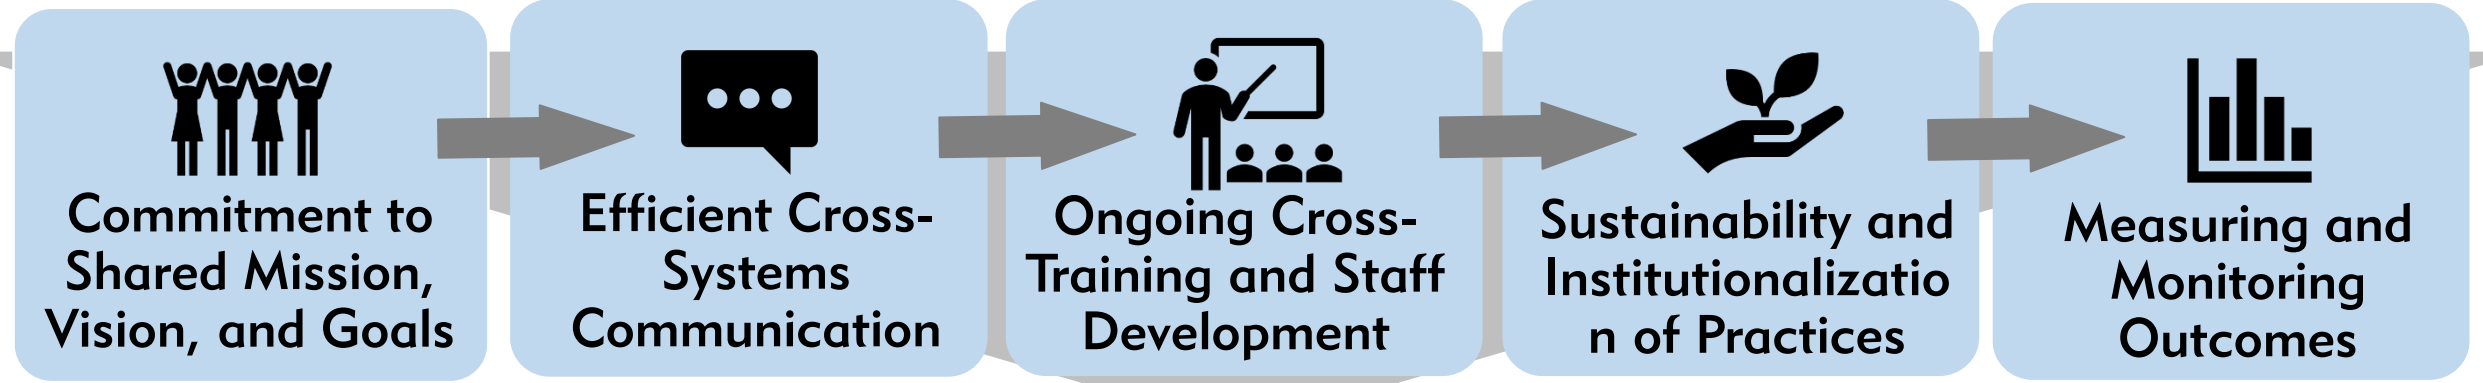 Commitment to
Shared Mission,
Vision, and Goals
Efficient Cross-
Systems
Communication
Ongoing Cross-
Training and Staff
Development
Sustainability and
Institutionalizatio
n of Practices
Measuring and
Monitoring
Outcomes